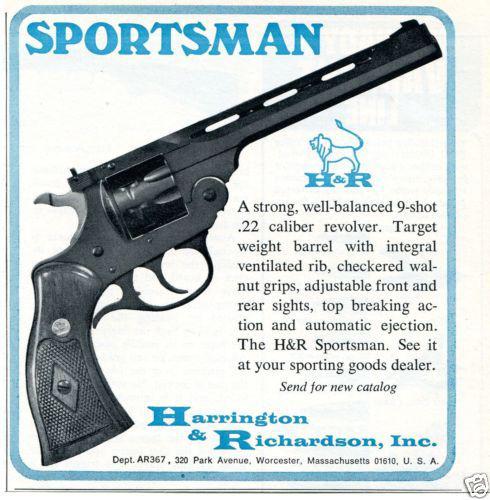 SPORTSMAN
H&R
A strong, well-balanced 9-shot
.22 caliber revolver. Target
weight barrel with integral
ventilated rib, checkered wal-
nut grips, adjustable front and
rear sights, top breaking ac-
tion and automatic ejection.
The H&R Sportsman. See it
at your sporting goods dealer.
Send for new catalog
Harrington
& Richardson, Inc.
Dept. AR367, 320 Park Avenue, Worcester, Massachusetts 01610, U. S. A.